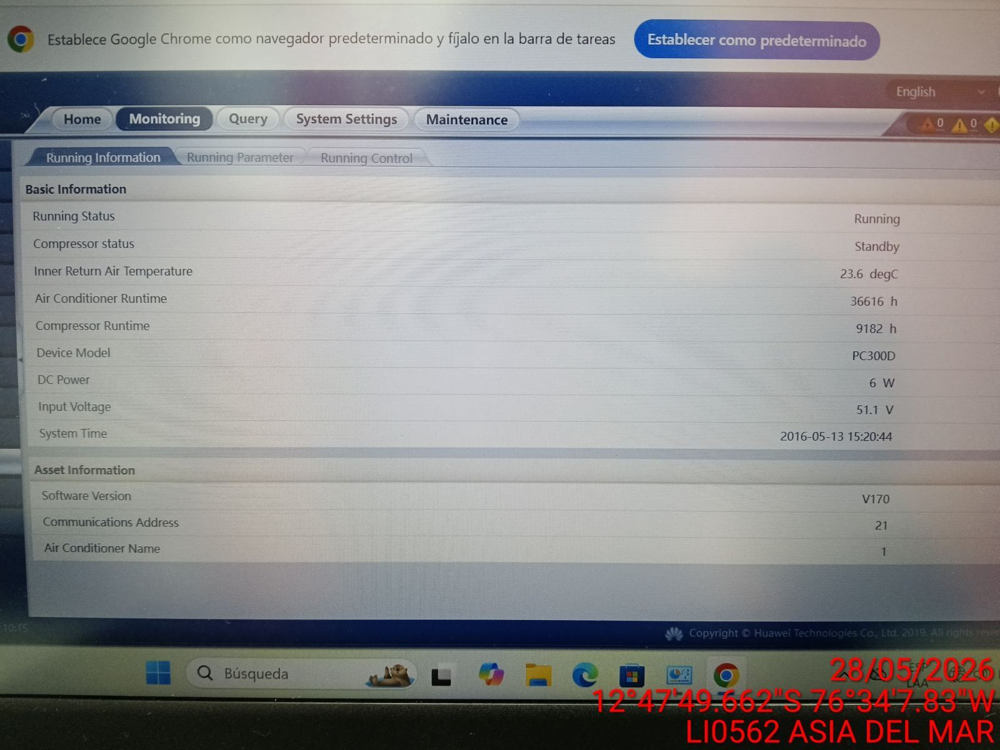 Establece Google Chrome como navegador predeterminado y fíjalo en la barra de tareas
Establecer como predeterminado
English
Home
Monitoring
Query
System Settings
Maintenance
0
0
Running Information
Running Parameter
Running Control
Basic Information
Running Status Running
Compressor status Standby
Inner Return Air Temperature 23.6 degC
Air Conditioner Runtime 36616 h
Compressor Runtime 9182 h
Device Model PC300D
DC Power 6 W
Input Voltage 51.1 V
System Time 2016-05-13 15:20:44
Asset Information
Software Version V170
Communications Address 21
Air Conditioner Name 1
10:15
Copyright © Huawei Technologies Co., Ltd. 2019. All rights
Búsqueda
ESP
LAA
28/05/2026
12°47'49.662"S 76°34'7.83"W
LI0562 ASIA DEL MAR